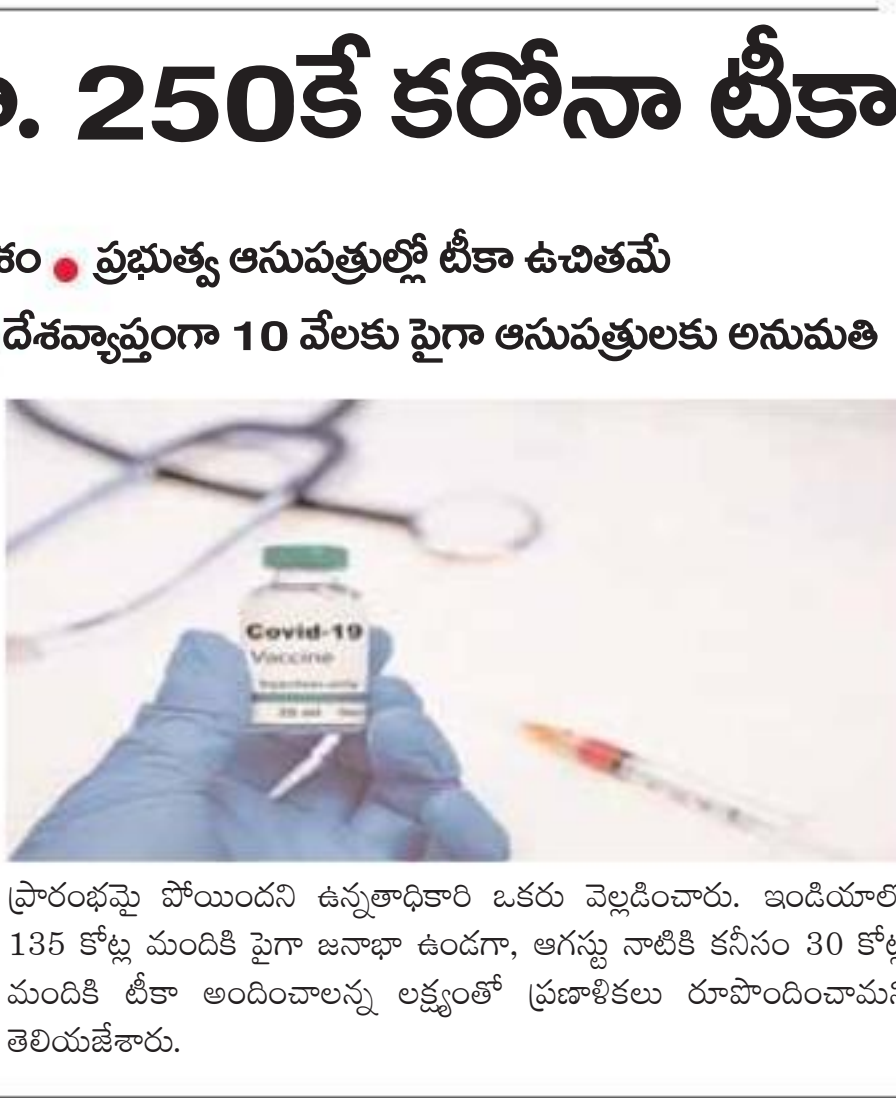 . 250కే కరోనా టీకా
ప్రభుత్వ ఆసుపత్రుల్లో టీకా ఉచితమే
దేశవ్యాప్తంగా 10 వేలకు పైగా ఆసుపత్రులకు అనుమతి
Covid-19
Vaccine
ప్రారంభమై పోయిందని ఉన్నతాధికారి ఒకరు వెల్లడించారు. ఇండియాలో
135 కోట్ల మందికి పైగా జనాభా ఉండగా, ఆగస్టు నాటికి కనీసం 30 కోట్ల
మందికి టీకా అందించాలన్న లక్ష్యంతో ప్రణాళికలు రూపొందించామని
తెలియజేశారు.